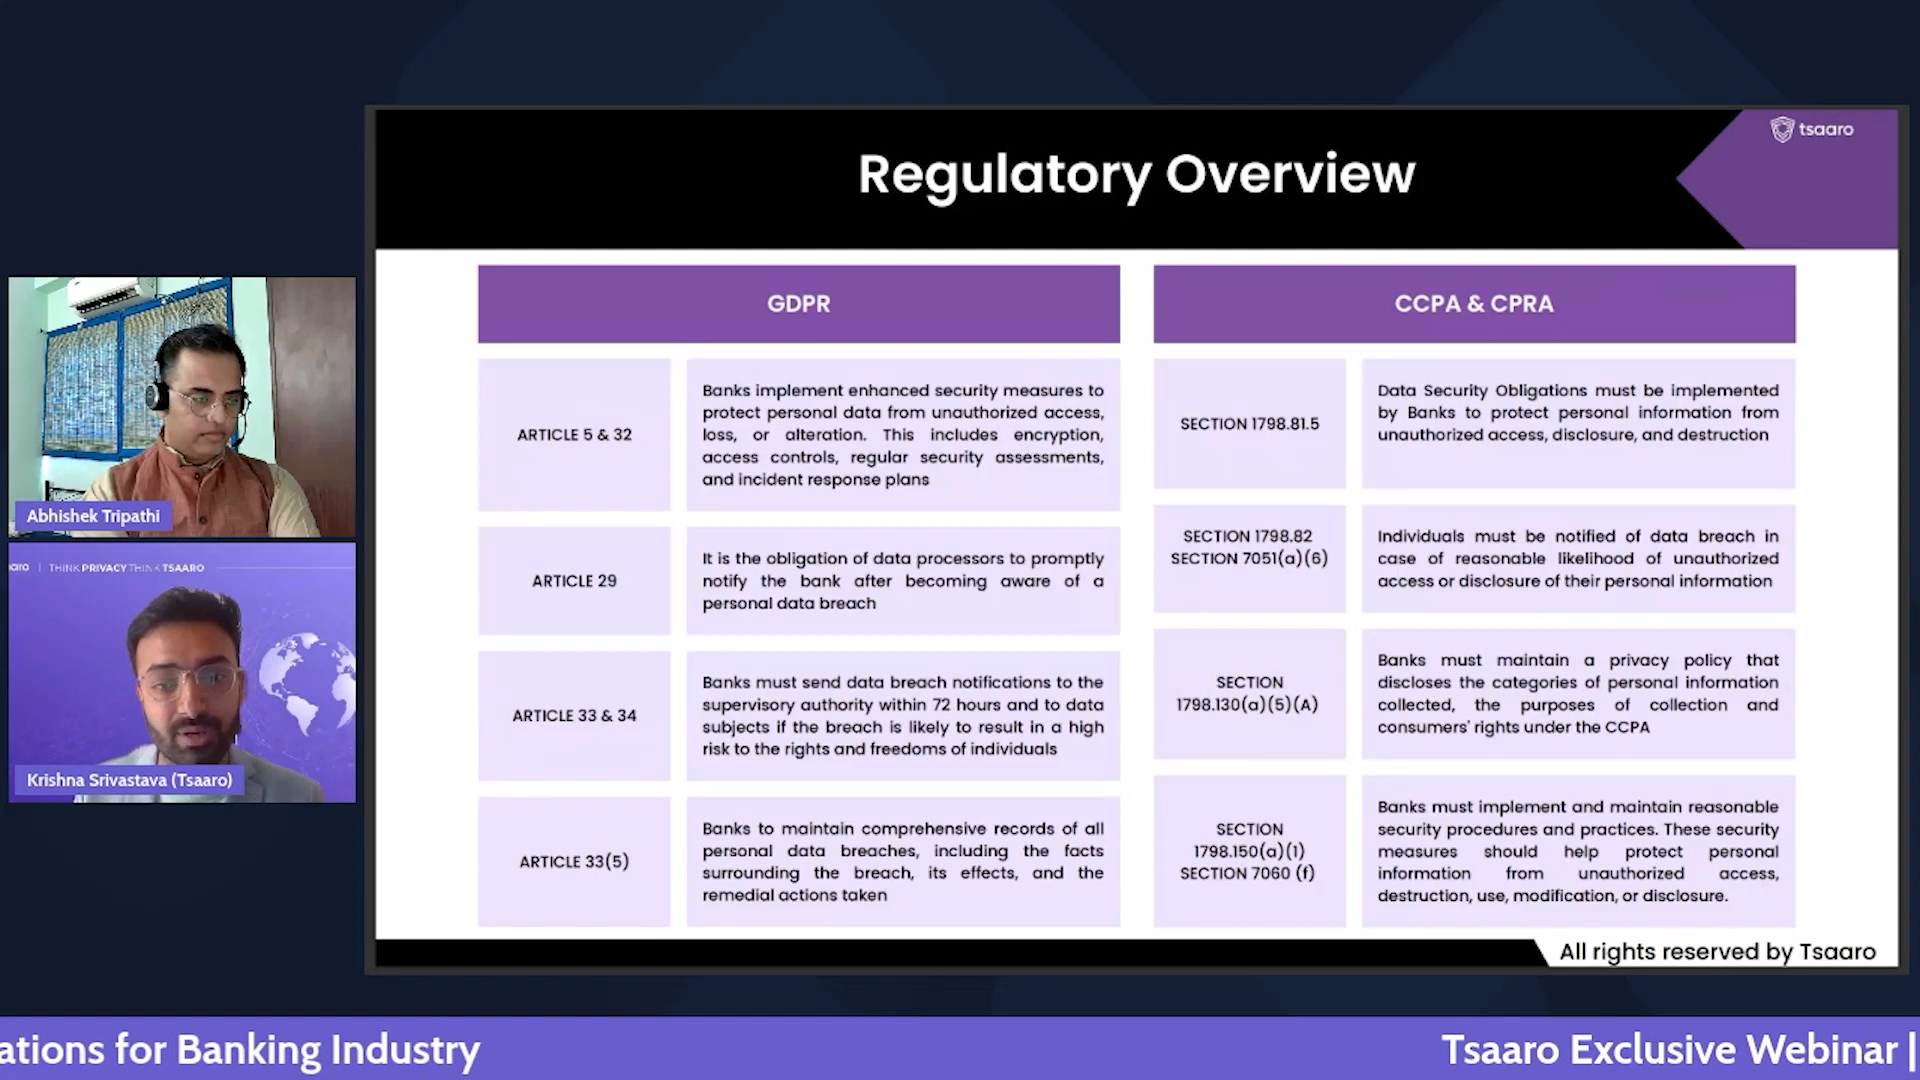 tsaaro
Regulatory Overview
GDPR
ARTICLE 5 & 32
Banks implement enhanced security measures to
protect personal data from unauthorized access,
loss, or alteration. This includes encryption,
access controls, regular security assessments,
and incident response plans
ARTICLE 29
It is the obligation of data processors to promptly
notify the bank after becoming aware of a
personal data breach
ARTICLE 33 & 34
Banks must send data breach notifications to the
supervisory authority within 72 hours and to data
subjects if the breach is likely to result in a high
risk to the rights and freedoms of individuals
ARTICLE 33(5)
Banks to maintain comprehensive records of all
personal data breaches, including the facts
surrounding the breach, its effects, and the
remedial actions taken
CCPA & CPRA
SECTION 1798.81.5
Data Security Obligations must be implemented
by Banks to protect personal information from
unauthorized access, disclosure, and destruction
SECTION 1798.82
SECTION 7051(a)(6)
Individuals must be notified of data breach in
case of reasonable likelihood of unauthorized
access or disclosure of their personal information
SECTION
1798.130(a)(5)(A)
Banks must maintain a privacy policy that
discloses the categories of personal information
collected, the purposes of collection and
consumers' rights under the CCPA
SECTION
1798.150(a)(1)
SECTION 7060 (f)
Banks must implement and maintain reasonable
security procedures and practices. These security
measures should help protect personal
information from unauthorized access,
destruction, use, modification, or disclosure.
All rights reserved by Tsaaro
Abhishek Tripathi
aro | THINK PRIVACY THINK TSAARO
Krishna Srivastava (Tsaaro)
ations for Banking Industry
Tsaaro Exclusive Webinar |